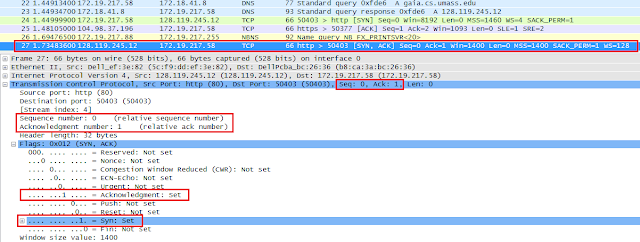 22 1.44912000 172.19.217.58 172.18.41.8 DNS 77 Standard query 0xfde6 A gaia.cs.umass.edu
23 1.44934700 172.18.41.8 172.19.217.58 DNS 93 Standard query response 0xfde6 A 128.119.245.12
24 1.44999900 172.19.217.58 128.119.245.12 TCP 66 50403 > http [SYN] Seq=0 Win=8192 Len=0 MSS=1460 WS=4 SACK_PERM=1
25 1.48103500 104.98.37.196 172.19.217.58 TCP 66 https > 50377 [ACK] Seq=1 Ack=2 Win=1093 Len=0 SLE=1 SRE=2
26 1.69476500 172.19.217.58 172.19.217.255 NBNS 92 Name query NB FX_PRINTSVR<20>
27 1.73483600 128.119.245.12 172.19.217.58 TCP 66 http > 50403 [SYN, ACK] Seq=0 Ack=1 Win=1400 Len=0 MSS=1400 SACK_PERM=1 WS=128
Frame 27: 66 bytes on wire (528 bits), 66 bytes captured (528 bits) on interface 0
Ethernet II, Src: Dell_ef:3e:82 (5c:f9:dd:ef:3e:82), Dst: DellPcba_bc:26:36 (b8:ca:3a:bc:26:36)
Internet Protocol Version 4, Src: 128.119.245.12 (128.119.245.12), Dst: 172.19.217.58 (172.19.217.58)
Transmission Control Protocol, Src Port: http (80), Dst Port: 50403 (50403), Seq: 0, Ack: 1, Len: 0
Source port: http (80)
Destination port: 50403 (50403)
[Stream index: 4]
Sequence number: 0 (relative sequence number)
Acknowledgment number: 1 (relative ack number)
Header length: 32 bytes
Flags: 0x012 (SYN, ACK)
000. .... .... = Reserved: Not set
...0 .... .... = Nonce: Not set
.... 0... .... = Congestion Window Reduced (CWR): Not set
.... .0.. .... = ECN-Echo: Not set
.... ..0. .... = Urgent: Not set
.... ...1 .... = Acknowledgment: Set
.... .... 0... = Push: Not set
.... .... .0.. = Reset: Not set
.... .... ..1. = Syn: Set
.... .... ...0 = Fin: Not set
Window size value: 1400